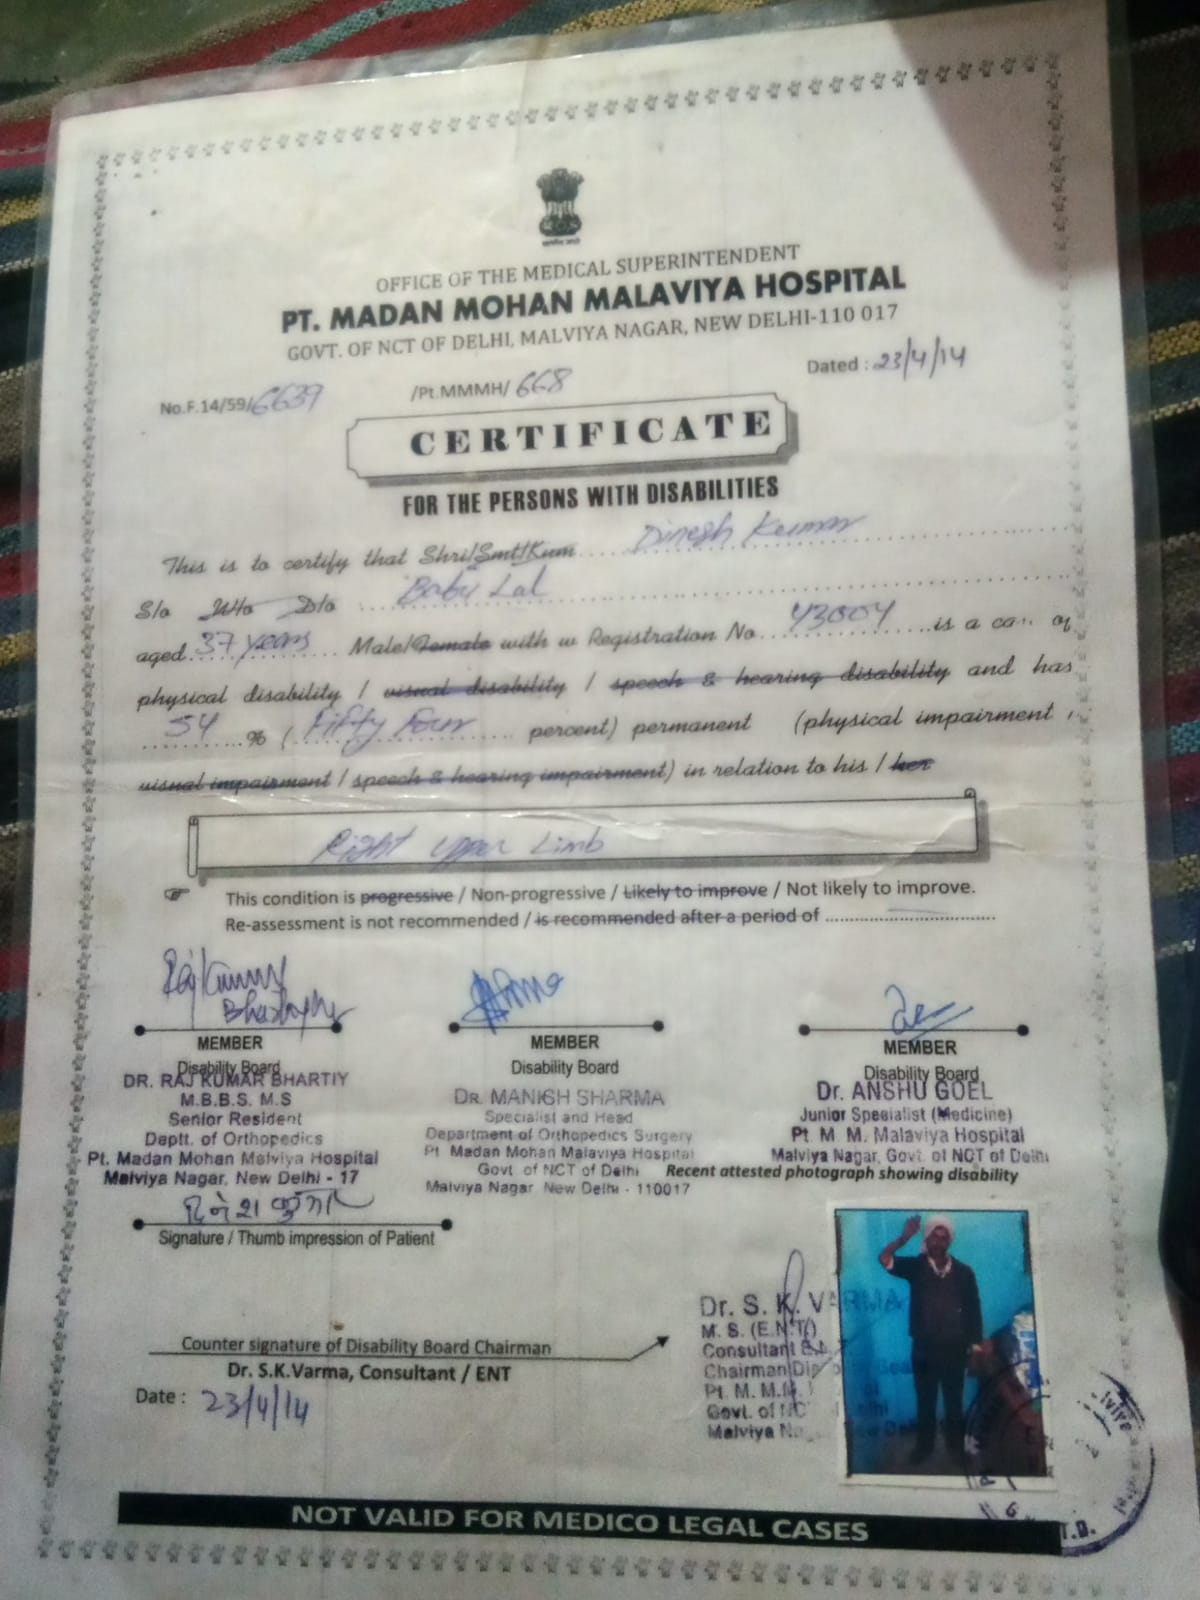 OFFICE OF THE MEDICAL SUPERINTENDENT
PT. MADAN MOHAN MALAVIYA HOSPITAL
GOVT. OF NCT OF DELHI, MALVIYA NAGAR, NEW DELHI-110 017
Dated : 23/4/14
No.F.14/59/6639 /Pt.MMMH/ 668
CERTIFICATE
FOR THE PERSONS WITH DISABILITIES
This is to certify that Shri/Smt/Kum Dinesh Kumar
S/o W/o D/o Babu Lal
aged 37 years Male/Female with w Registration No 43004 is a ca of
physical disability / visual disability / speech & hearing disability and has
54 % ( Fifty Four percent) permanent (physical impairment /
visual impairment / speech & hearing impairment) in relation to his / her
Right Upper Limb
This condition is progressive / Non-progressive / Likely to improve / Not likely to improve.
Re-assessment is not recommended / is recommended after a period of
Raj Kumar
MEMBER MEMBER MEMBER
Disability Board Disability Board Disability Board
DR. RAJ KUMAR BHARTIY
M.B.B.S. M.S
Senior Resident
Deptt. of Orthopedics
Pt. Madan Mohan Malviya Hospital
Malviya Nagar, New Delhi - 17
DR. MANISH SHARMA
Specialist and Head
Department of Orthopedics Surgery
Pt Madan Mohan Malaviya Hospital
Govt of NCT of Delhi
Malviya Nagar New Delhi - 110017
Dr. ANSHU GOEL
Junior Specialist (Medicine)
Pt. M. M. Malaviya Hospital
Malviya Nagar, Govt. of NCT of Delhi
Recent attested photograph showing disability
दिनेश कुमार
Signature / Thumb impression of Patient
Counter signature of Disability Board Chairman
Dr. S.K.Varma, Consultant / ENT
Date : 23/4/14
Dr. S. K. VARMA
M. S. (E.N.T)
Consultant E.N.T
Chairman
Pt. M. M.M.
Govt. of NC
Malviya Na
NOT VALID FOR MEDICO LEGAL CASES